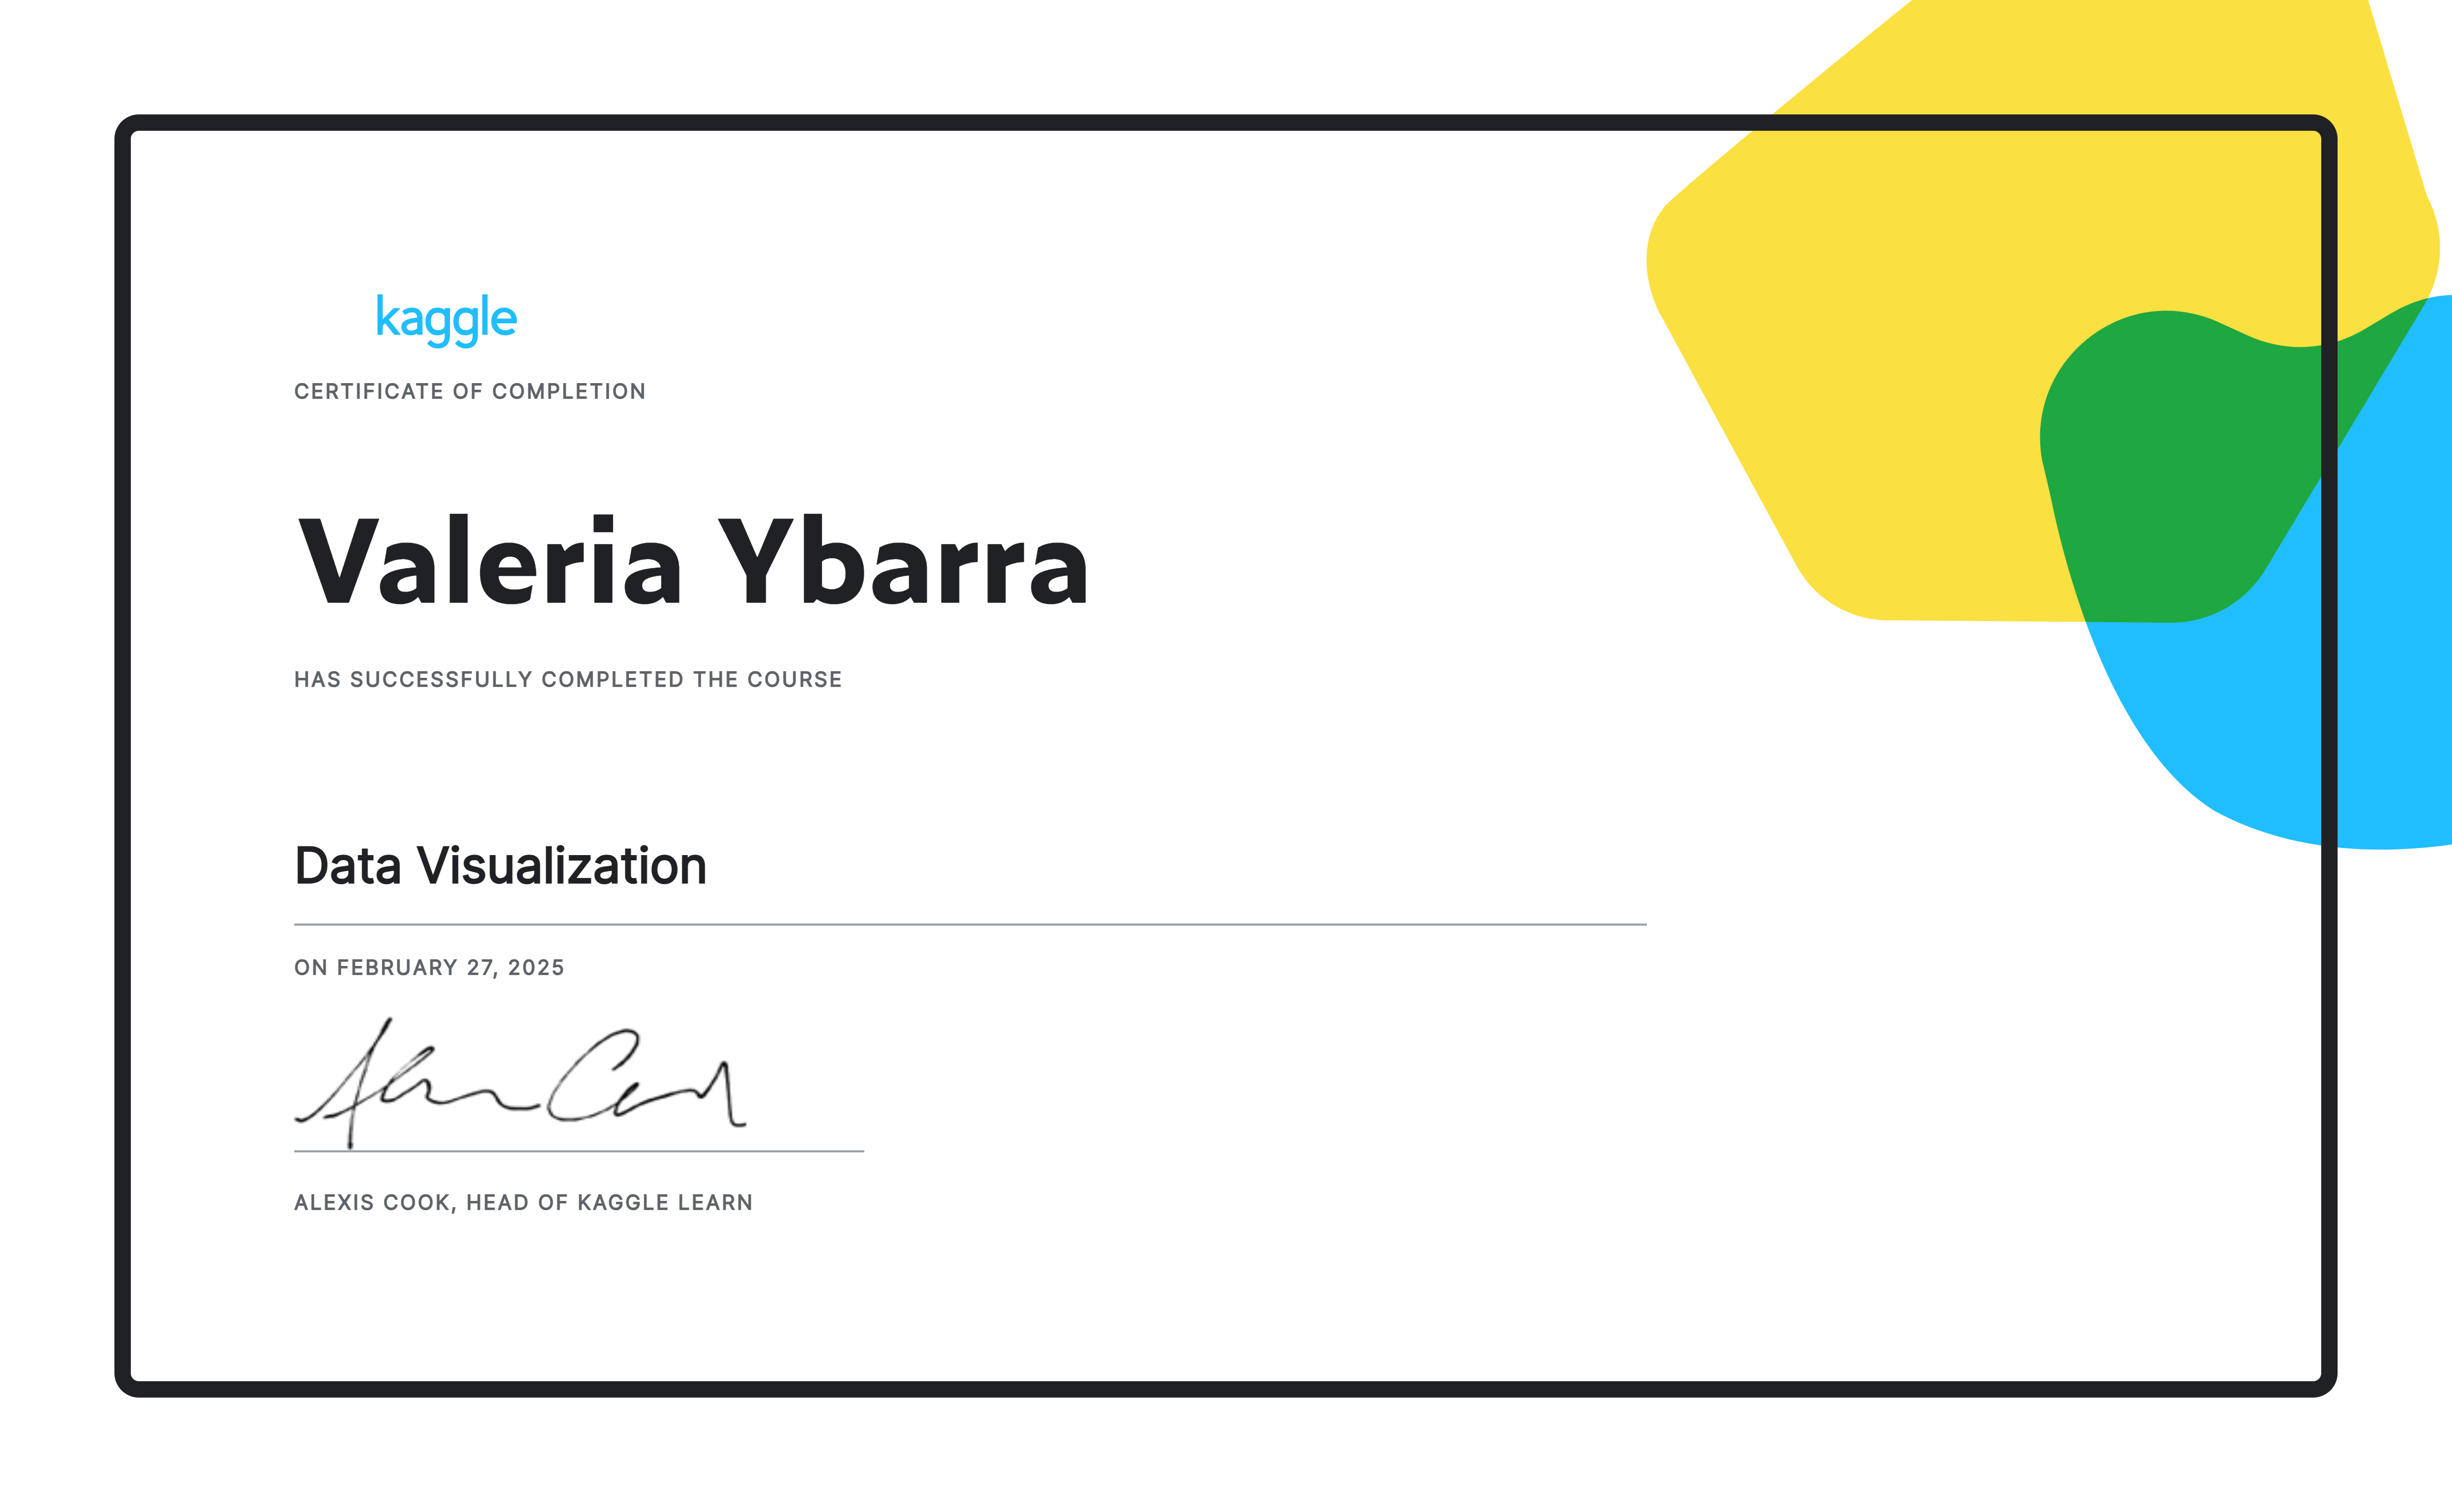 kaggle
CERTIFICATE OF COMPLETION
Valeria Ybarra
HAS SUCCESSFULLY COMPLETED THE COURSE
Data Visualization
ON FEBRUARY 27, 2025
ALEXIS COOK, HEAD OF KAGGLE LEARN